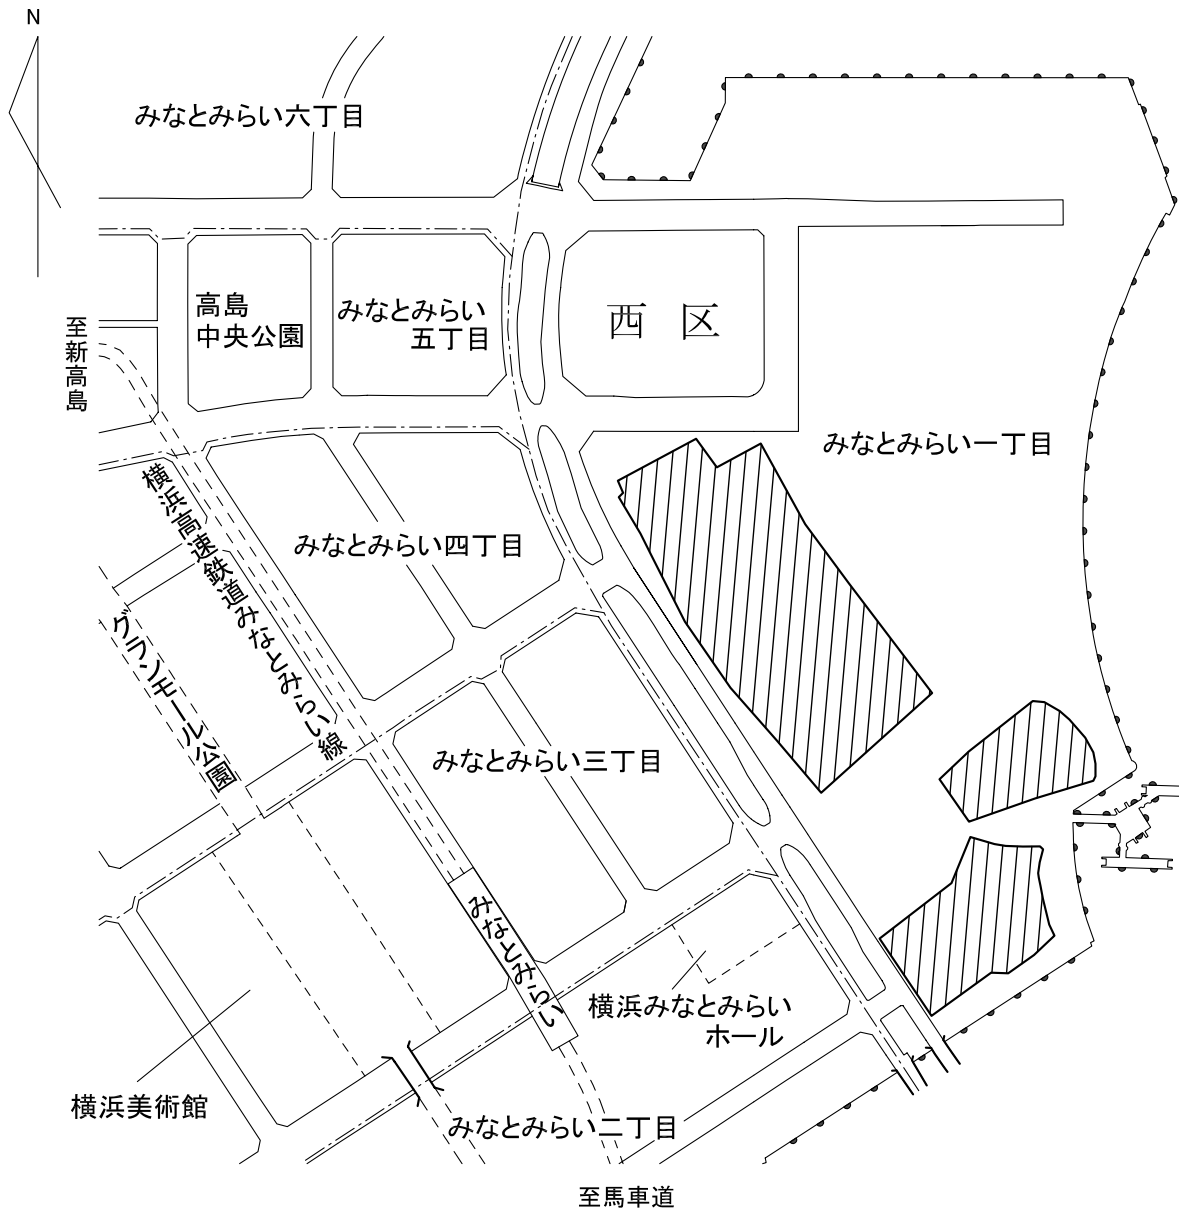 N
みなとみらい六丁目
高島
中央公園
みなとみらい
五丁目
西区
至新高島
みなとみらい一丁目
横浜高速鉄道みなとみらい線
みなとみらい四丁目
グランモール公園
みなとみらい三丁目
みなとみらい
横浜みなとみらい
ホール
横浜美術館
みなとみらい二丁目
至馬車道